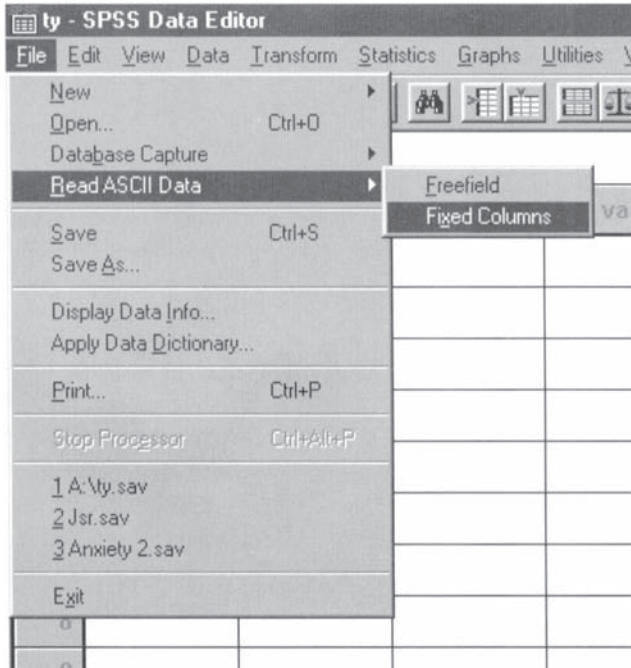 ty - SPSS Data Editor
File Edit View Data Transform Statistics Graphs Utilities
New
Open... Ctrl+O
Database Capture
Read ASCII Data
Freefield
Fixed Columns
va
Save Ctrl+S
Save As...
Display Data Info...
Apply Data Dictionary...
Print... Ctrl+P
Stop Processor Ctrl+Alt+P
1 A:\ty.sav
2 Jsr.sav
3 Anxiety 2.sav
Exit